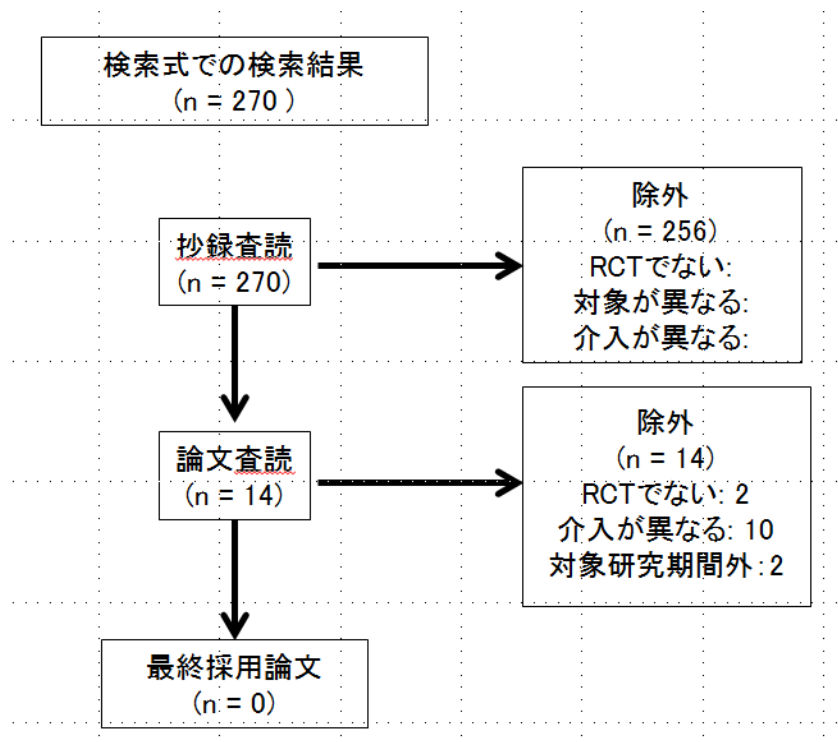 検索式での検索結果
(n = 270 )
抄録査読
(n = 270)
除外
(n = 256)
RCTでない:
対象が異なる:
介入が異なる:
論文査読
(n = 14)
除外
(n = 14)
RCTでない: 2
介入が異なる: 10
対象研究期間外:2
最終採用論文
(n = 0)